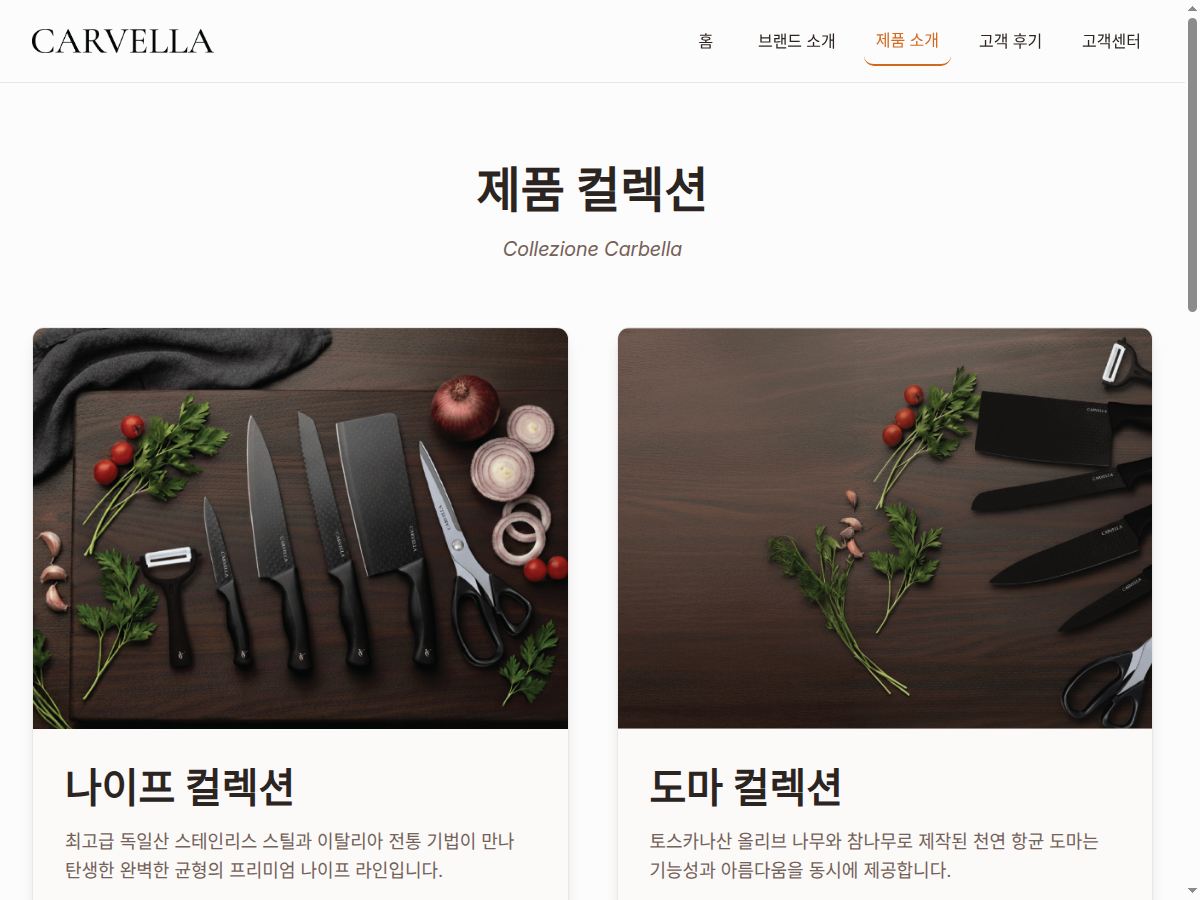 CARVELLA
홈
브랜드 소개
제품 소개
고객 후기
고객센터
제품 컬렉션
Collezione Carbella
CARVELLA
CARVELLA
CARVELLA
CARVELLA
CARVELLA
CARVELLA
CARVELLA
CARVELLA
CARVELLA
나이프 컬렉션
최고급 독일산 스테인리스 스틸과 이탈리아 전통 기법이 만나
탄생한 완벽한 균형의 프리미엄 나이프 라인입니다.
도마 컬렉션
토스카나산 올리브 나무와 참나무로 제작된 천연 항균 도마는
기능성과 아름다움을 동시에 제공합니다.